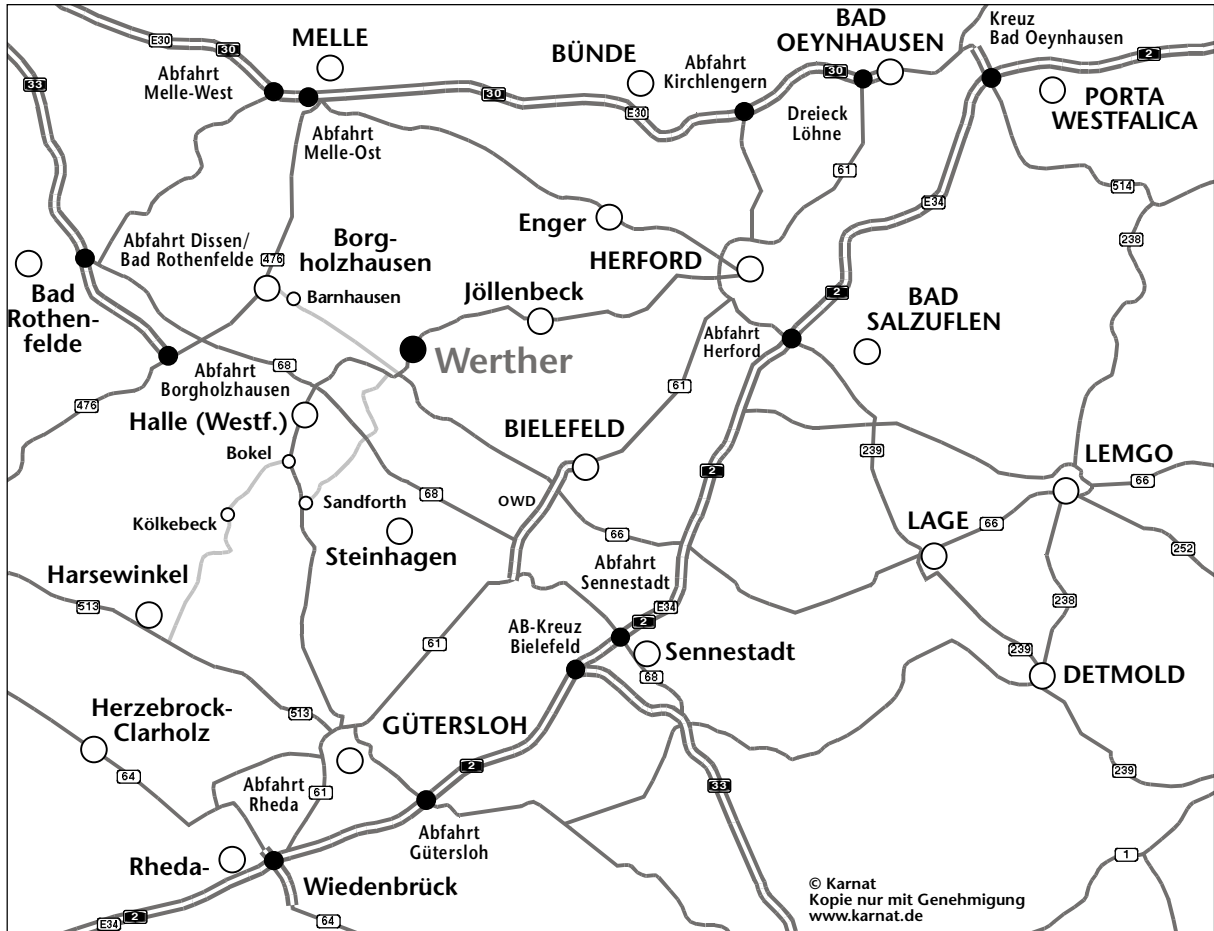 E30
30
33
MELLE
Abfahrt
Melle-West
30
E30
BÜNDE
Abfahrt
Kirchlengern
BAD
OEYNHAUSEN
30
Dreieck
Löhne
Kreuz
Bad Oeynhausen
2
PORTA
WESTFALICA
Abfahrt
Melle-Ost
61
514
E34
238
Enger
Abfahrt Dissen/
Bad Rothenfelde
476
Borg-
holzhausen
Barnhausen
HERFORD
Bad
Rothen-
felde
Jöllenbeck
2
BAD
SALZUFLEN
Abfahrt
Herford
Werther
Abfahrt
Borgholzhausen
68
476
61
Halle (Westf.)
Bokel
BIELEFELD
239
LEMGO
2
66
68
OWD
Sandforth
Kölkebeck
Steinhagen
66
LAGE
66
252
Harsewinkel
513
Abfahrt
Sennestadt
E34
2
238
61
AB-Kreuz
Bielefeld
Sennestadt
68
239
DETMOLD
Herzebrock-
Clarholz
513
GÜTERSLOH
64
2
33
239
Abfahrt
Rheda
61
Abfahrt
Gütersloh
1
Rheda-
Wiedenbrück
2
E34
64
© Karnat
Kopie nur mit Genehmigung
www.karnat.de